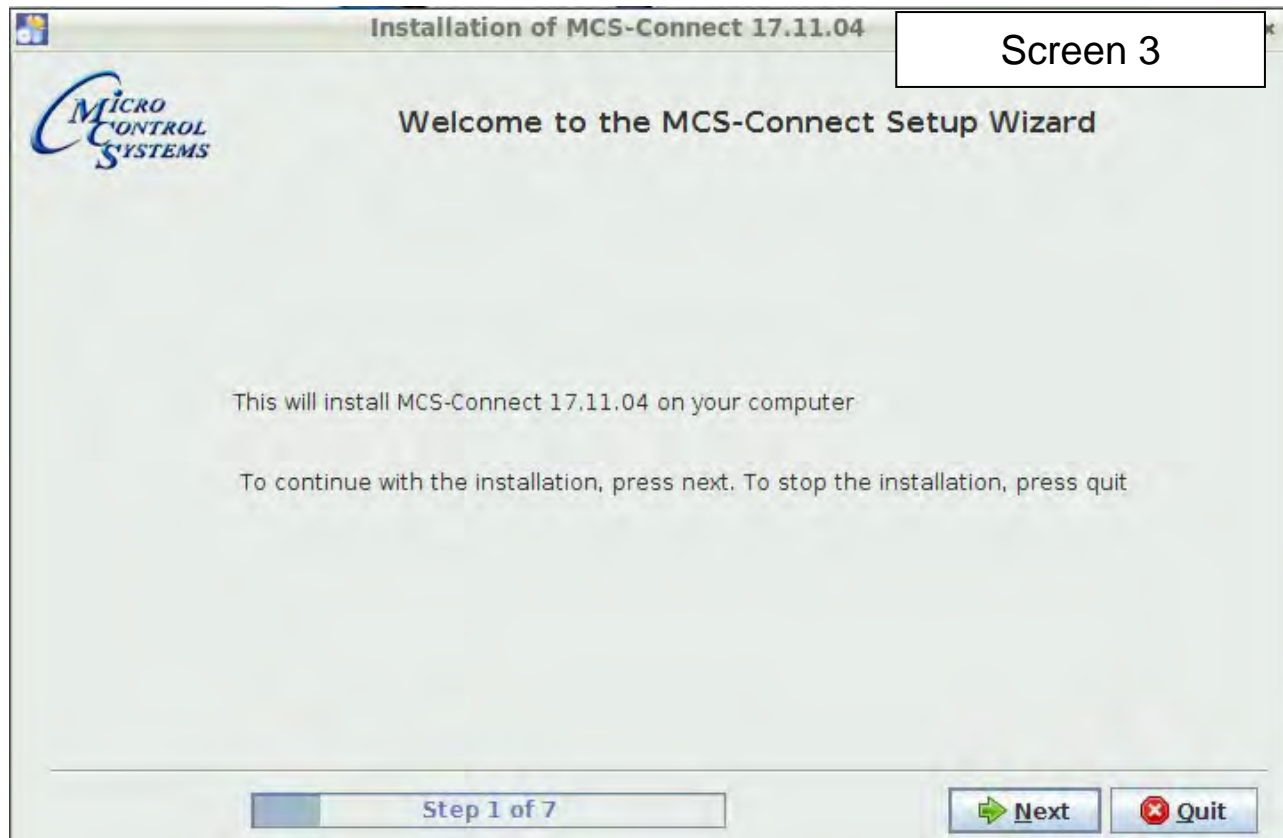 Installation of MCS-Connect 17.11.04
Screen 3
MICRO
CONTROL
SYSTEMS
Welcome to the MCS-Connect Setup Wizard
This will install MCS-Connect 17.11.04 on your computer
To continue with the installation, press next. To stop the installation, press quit
Step 1 of 7
Next
Quit